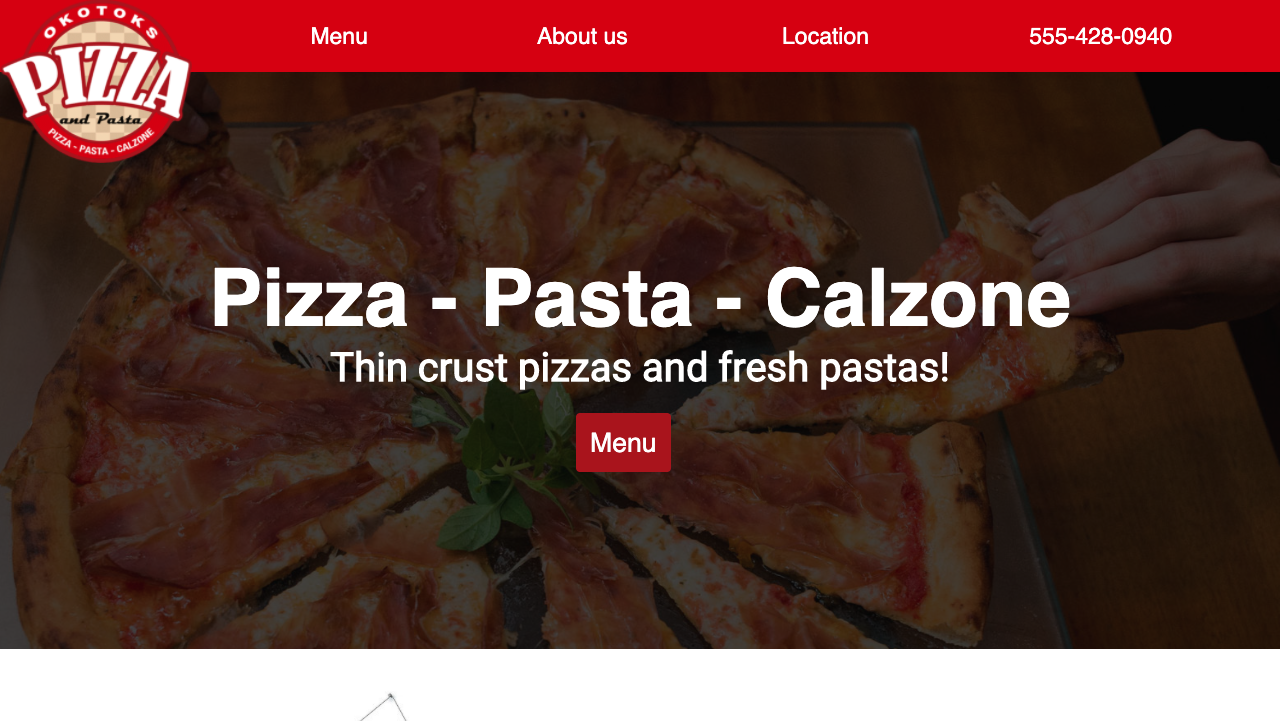 OKOTOKS
PIZZA
and Pasta
PIZZA - PASTA - CALZONE
Menu
About us
Location
555-428-0940
Pizza - Pasta - Calzone
Thin crust pizzas and fresh pastas!
Menu